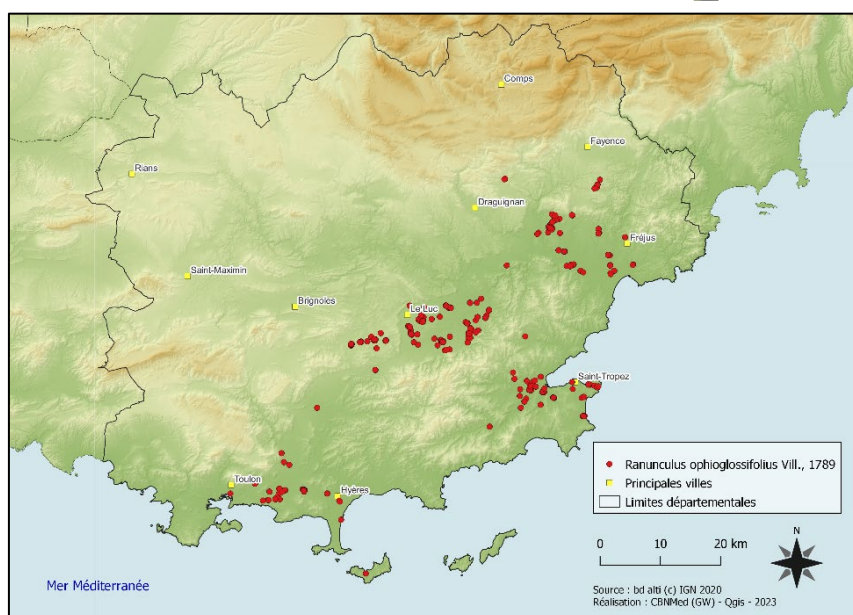 Comps
Fayence
Rians
Draguignan
Fréjus
Saint-Maximin
Brignoles
Le Luc
Saint-Tropez
Toulon
Hyères
Ranunculus ophioglossifolius Vill., 1789
Principales villes
Limites départementales
N
0 10 20 km
Mer Méditerranée
Source : bd alti (c) IGN 2020
Réalisation : CBNMed (GW) - Qgis - 2023